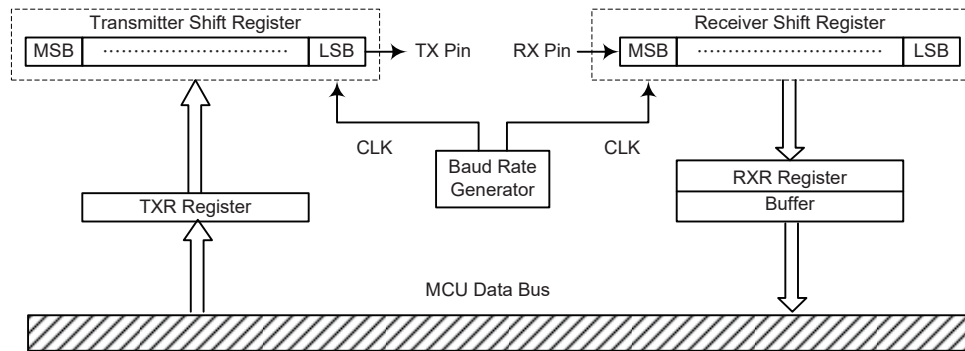 Transmitter Shift Register
MSB ........................................ LSB
TX Pin
RX Pin
Receiver Shift Register
MSB ........................................ LSB
CLK
CLK
Baud Rate
Generator
TXR Register
RXR Register
Buffer
MCU Data Bus